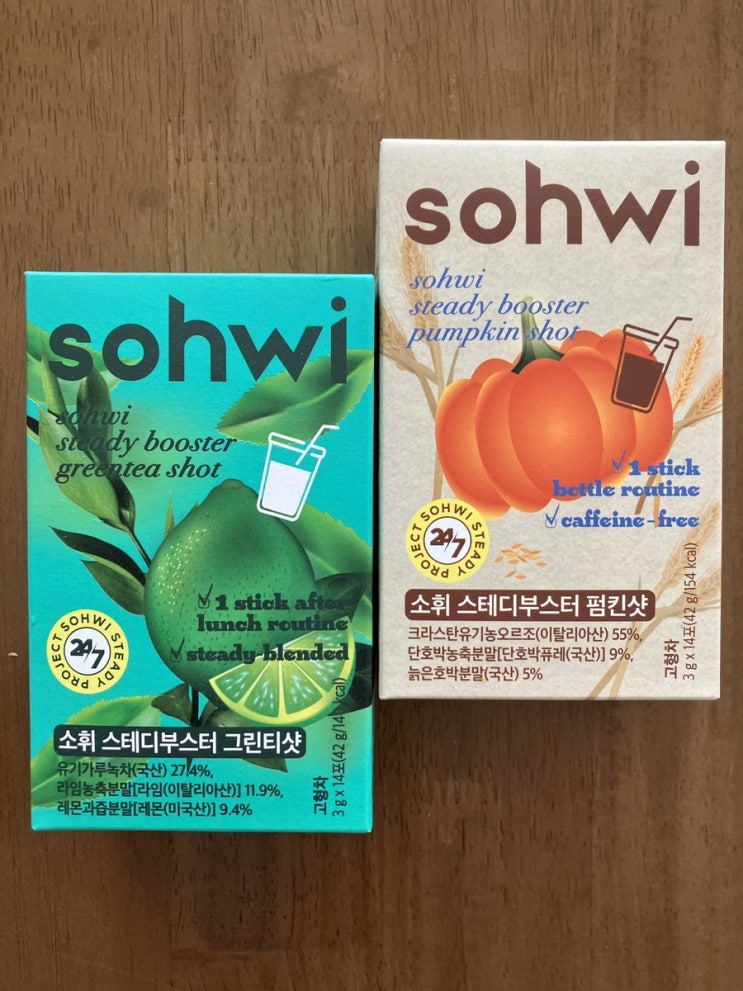 sohwi
sohwi
steady booster
greentea shot
1 stick after
lunch routine
steady-blended
PROJECT SOHWI STEADY
24/7
소휘 스테디부스터 그린티샷
유기가루녹차(국산) 27.4%,
라임농축분말[라임(이탈리아산)] 11.9%,
레몬과즙분말[레몬(미국산)] 9.4%
고형차
3 g x 14포(42 g/14 kcal)
sohwi
sohwi
steady booster
pumpkin shot
1 stick
bottle routine
caffeine-free
PROJECT SOHWI STEADY
24/7
소휘 스테디부스터 펌킨샷
크라스탄유기농오르조(이탈리아산) 55%,
단호박농축분말[단호박퓨레(국산)] 9%,
늙은호박분말(국산) 5%
고형차
3 g x 14포(42 g/154 kcal)